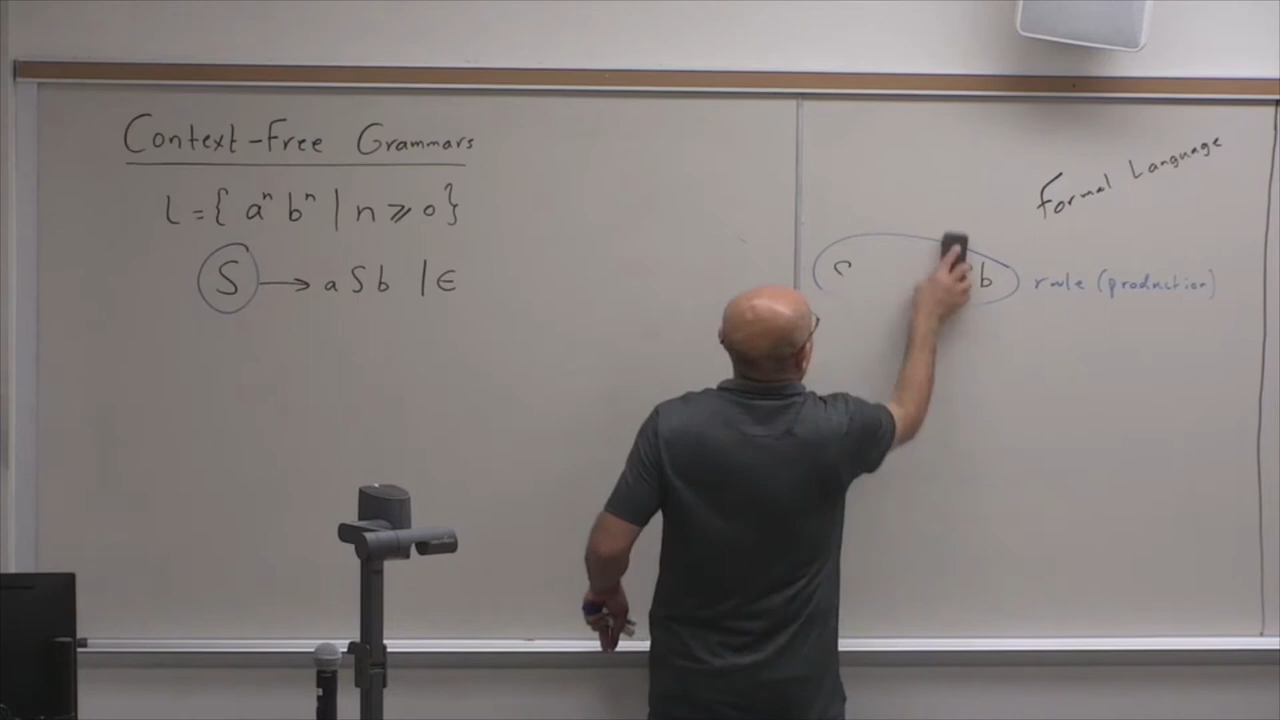 Context-Free Grammars
L = { aⁿ bⁿ | n ⩾ 0 }
S → a S b | ϵ
Formal Language
b rule (production)